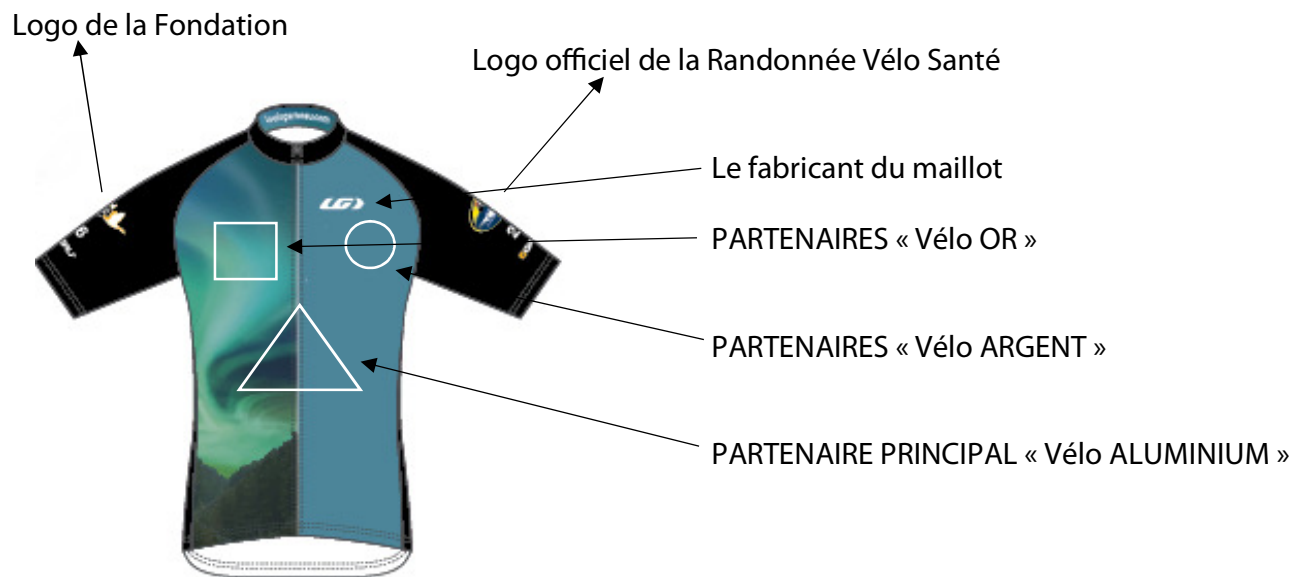 Logo de la Fondation
Logo officiel de la Randonnée Vélo Santé
Le fabricant du maillot
PARTENAIRES « Vélo OR »
PARTENAIRES « Vélo ARGENT »
PARTENAIRE PRINCIPAL « Vélo ALUMINIUM »
LG